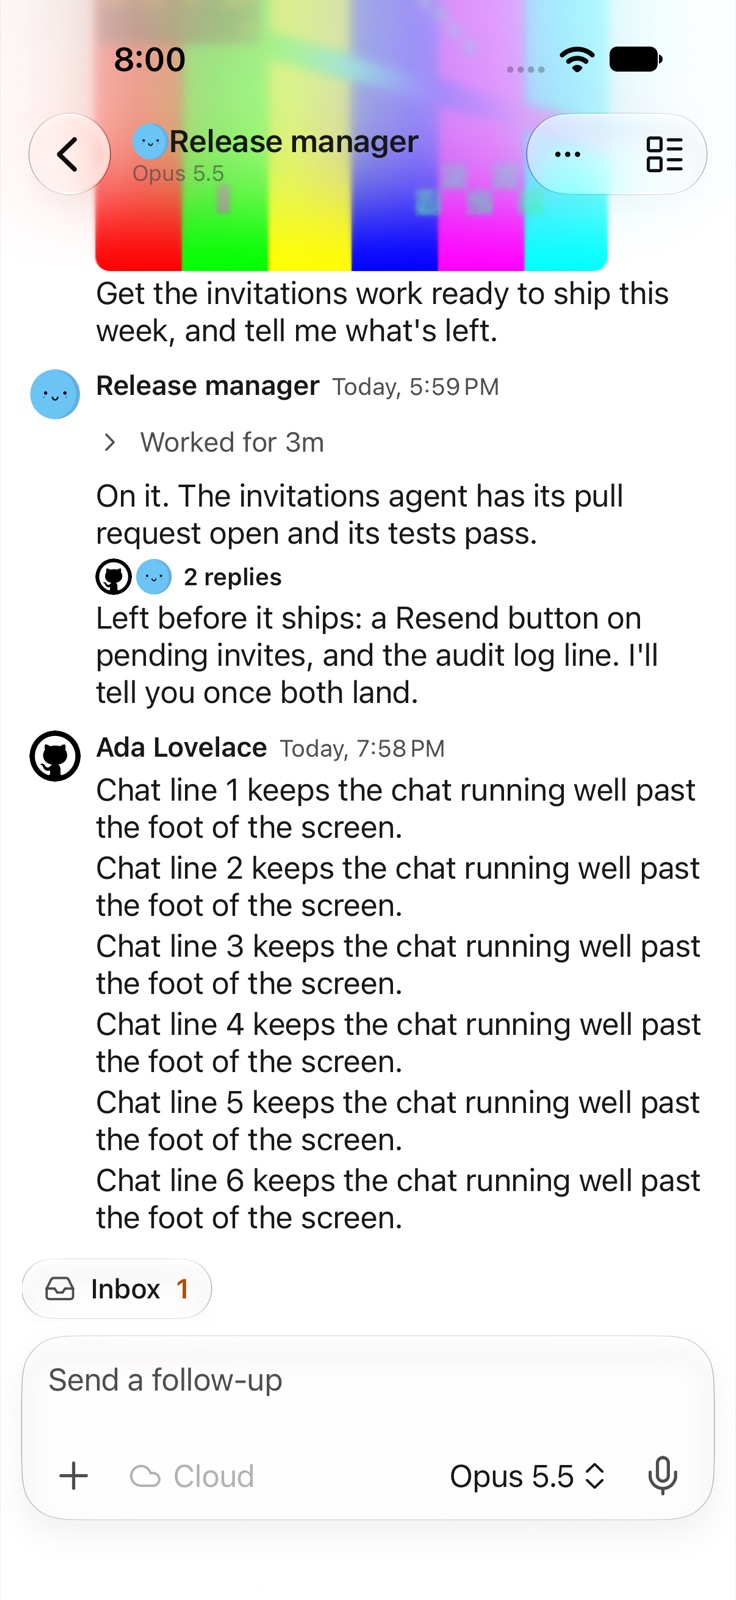 8:00
Release manager
Opus 5.5
Get the invitations work ready to ship this
week, and tell me what's left.
Release manager Today, 5:59 PM
Worked for 3m
On it. The invitations agent has its pull
request open and its tests pass.
2 replies
Left before it ships: a Resend button on
pending invites, and the audit log line. I'll
tell you once both land.
Ada Lovelace Today, 7:58 PM
Chat line 1 keeps the chat running well past
the foot of the screen.
Chat line 2 keeps the chat running well past
the foot of the screen.
Chat line 3 keeps the chat running well past
the foot of the screen.
Chat line 4 keeps the chat running well past
the foot of the screen.
Chat line 5 keeps the chat running well past
the foot of the screen.
Chat line 6 keeps the chat running well past
the foot of the screen.
Inbox 1
Send a follow-up
Cloud Opus 5.5